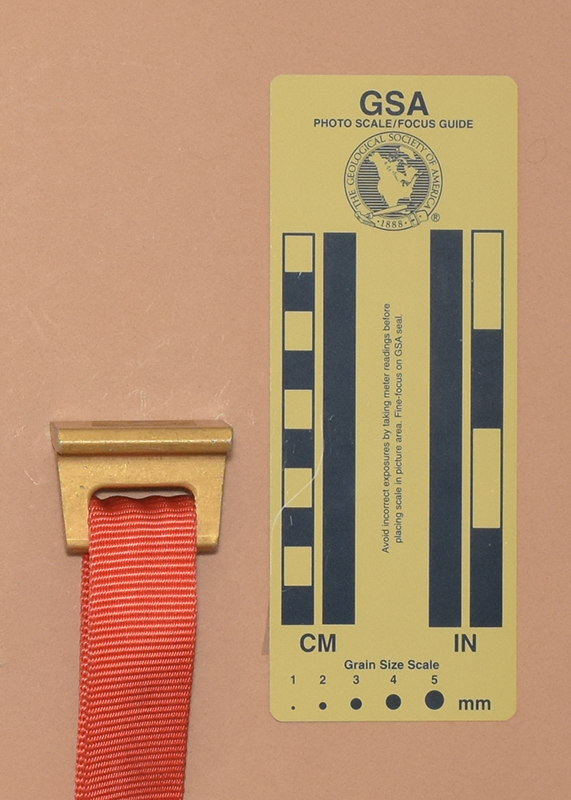 GSA
PHOTO SCALE/FOCUS GUIDE
THE GEOLOGICAL SOCIETY OF AMERICA
·1888·
®
Avoid incorrect exposures by taking meter readings before
placing scale in picture area. Fine-focus on GSA seal.
CM IN
Grain Size Scale
1 2 3 4 5
mm